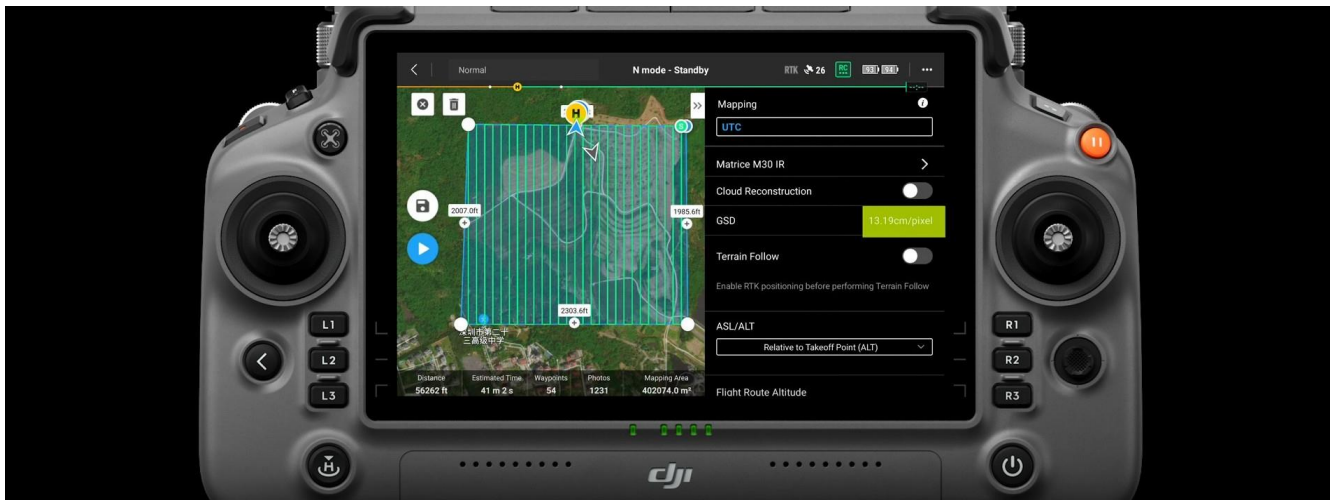 Normal
N mode - Standby
RTK 26 RC 93 94
--:--
H
Mapping
UTC
Matrice M30 IR
Cloud Reconstruction
GSD 13.19cm/pixel
Terrain Follow
Enable RTK positioning before performing Terrain Follow
ASL/ALT
Relative to Takeoff Point (ALT)
Flight Route Altitude
2007.0ft
1985.6ft
2303.6ft
深圳市第二十
三高级中学
Distance Estimated Time Waypoints Photos Mapping Area
56262 ft 41 m 2 s 54 1231 402074.0 m²
L1
L2
L3
R1
R2
R3
H
dji